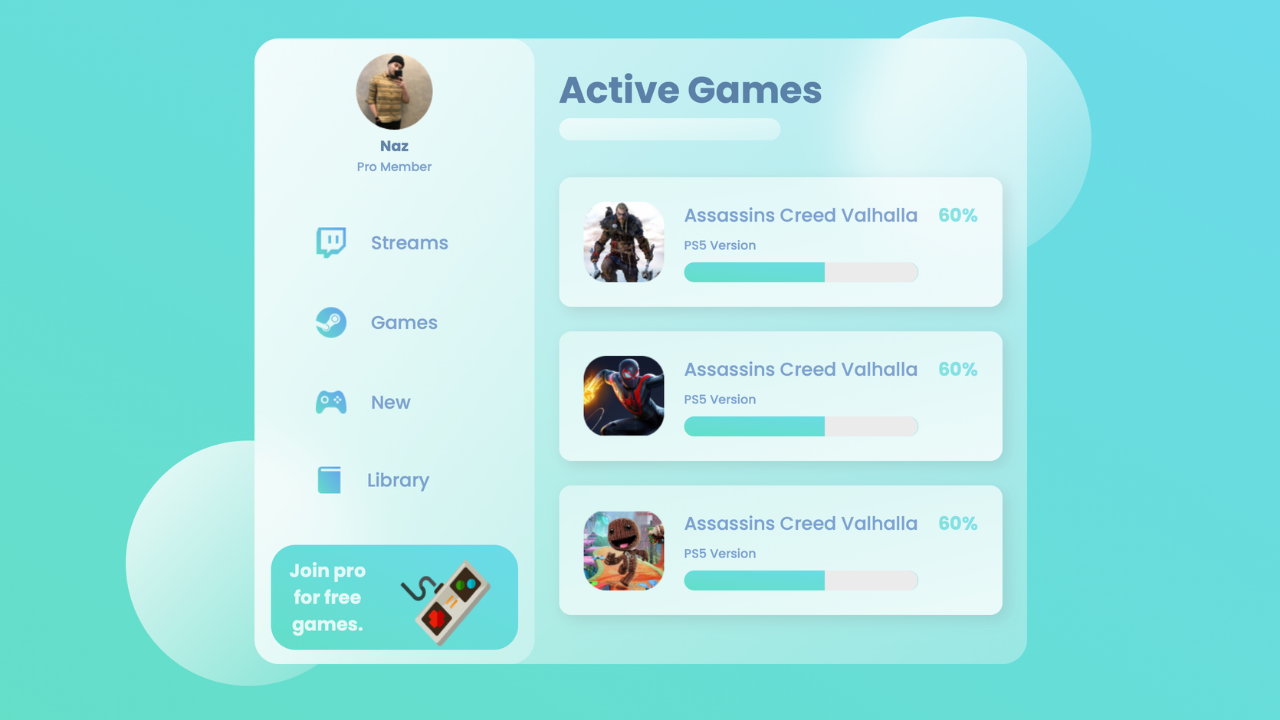 Naz
Pro Member
Streams
Games
New
Library
Join pro
for free
games.
Active Games
Assassins Creed Valhalla 60%
PS5 Version
Assassins Creed Valhalla 60%
PS5 Version
Assassins Creed Valhalla 60%
PS5 Version